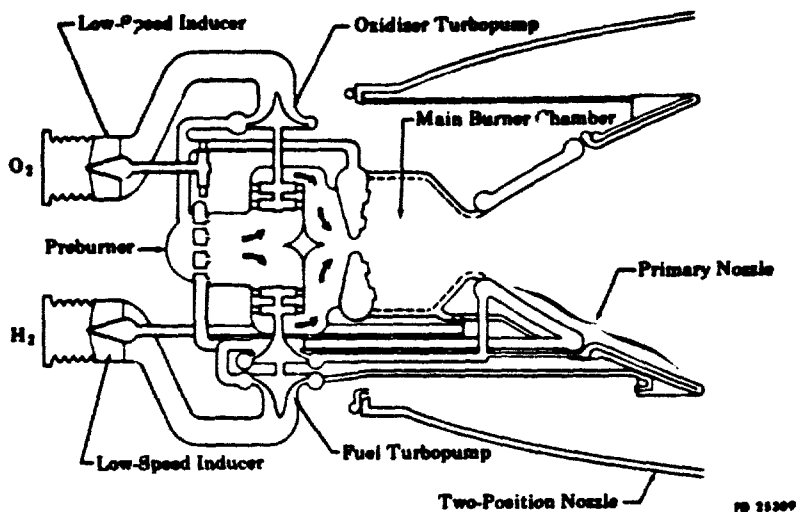 Low-Speed Inducer
Oxidizer Turbopump
Main Burner Chamber
O2
Preburner
Primary Nozzle
H2
Low-Speed Inducer
Fuel Turbopump
Two-Position Nozzle
FD 25309